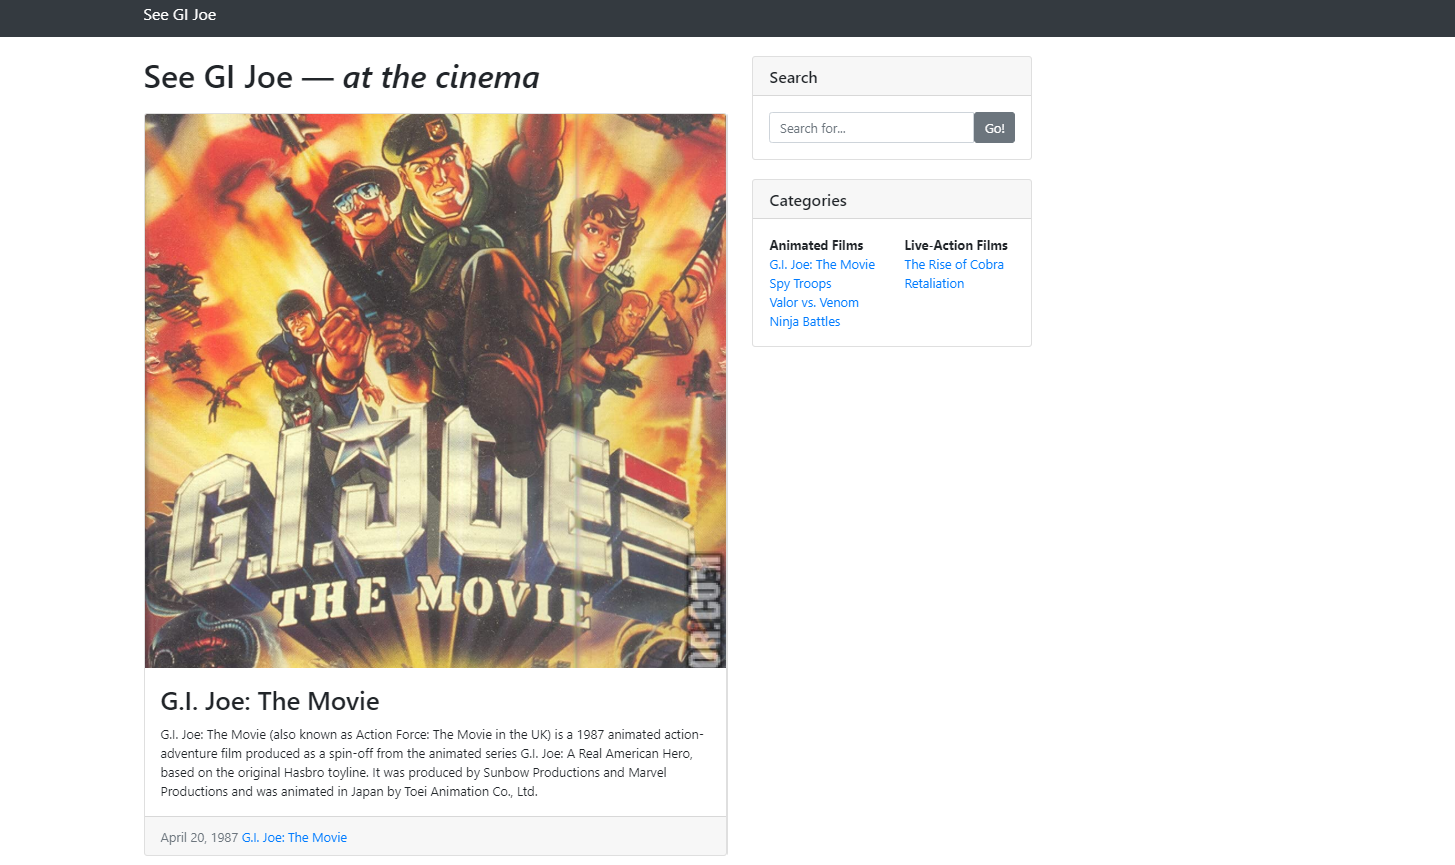 See GI Joe
See GI Joe — at the cinema
G.I. JOE
THE MOVIE
G.I. Joe: The Movie
G.I. Joe: The Movie (also known as Action Force: The Movie in the UK) is a 1987 animated action-
adventure film produced as a spin-off from the animated series G.I. Joe: A Real American Hero,
based on the original Hasbro toyline. It was produced by Sunbow Productions and Marvel
Productions and was animated in Japan by Toei Animation Co., Ltd.
April 20, 1987 G.I. Joe: The Movie
Search
Search for...
Go!
Categories
Animated Films
G.I. Joe: The Movie
Spy Troops
Valor vs. Venom
Ninja Battles
Live-Action Films
The Rise of Cobra
Retaliation